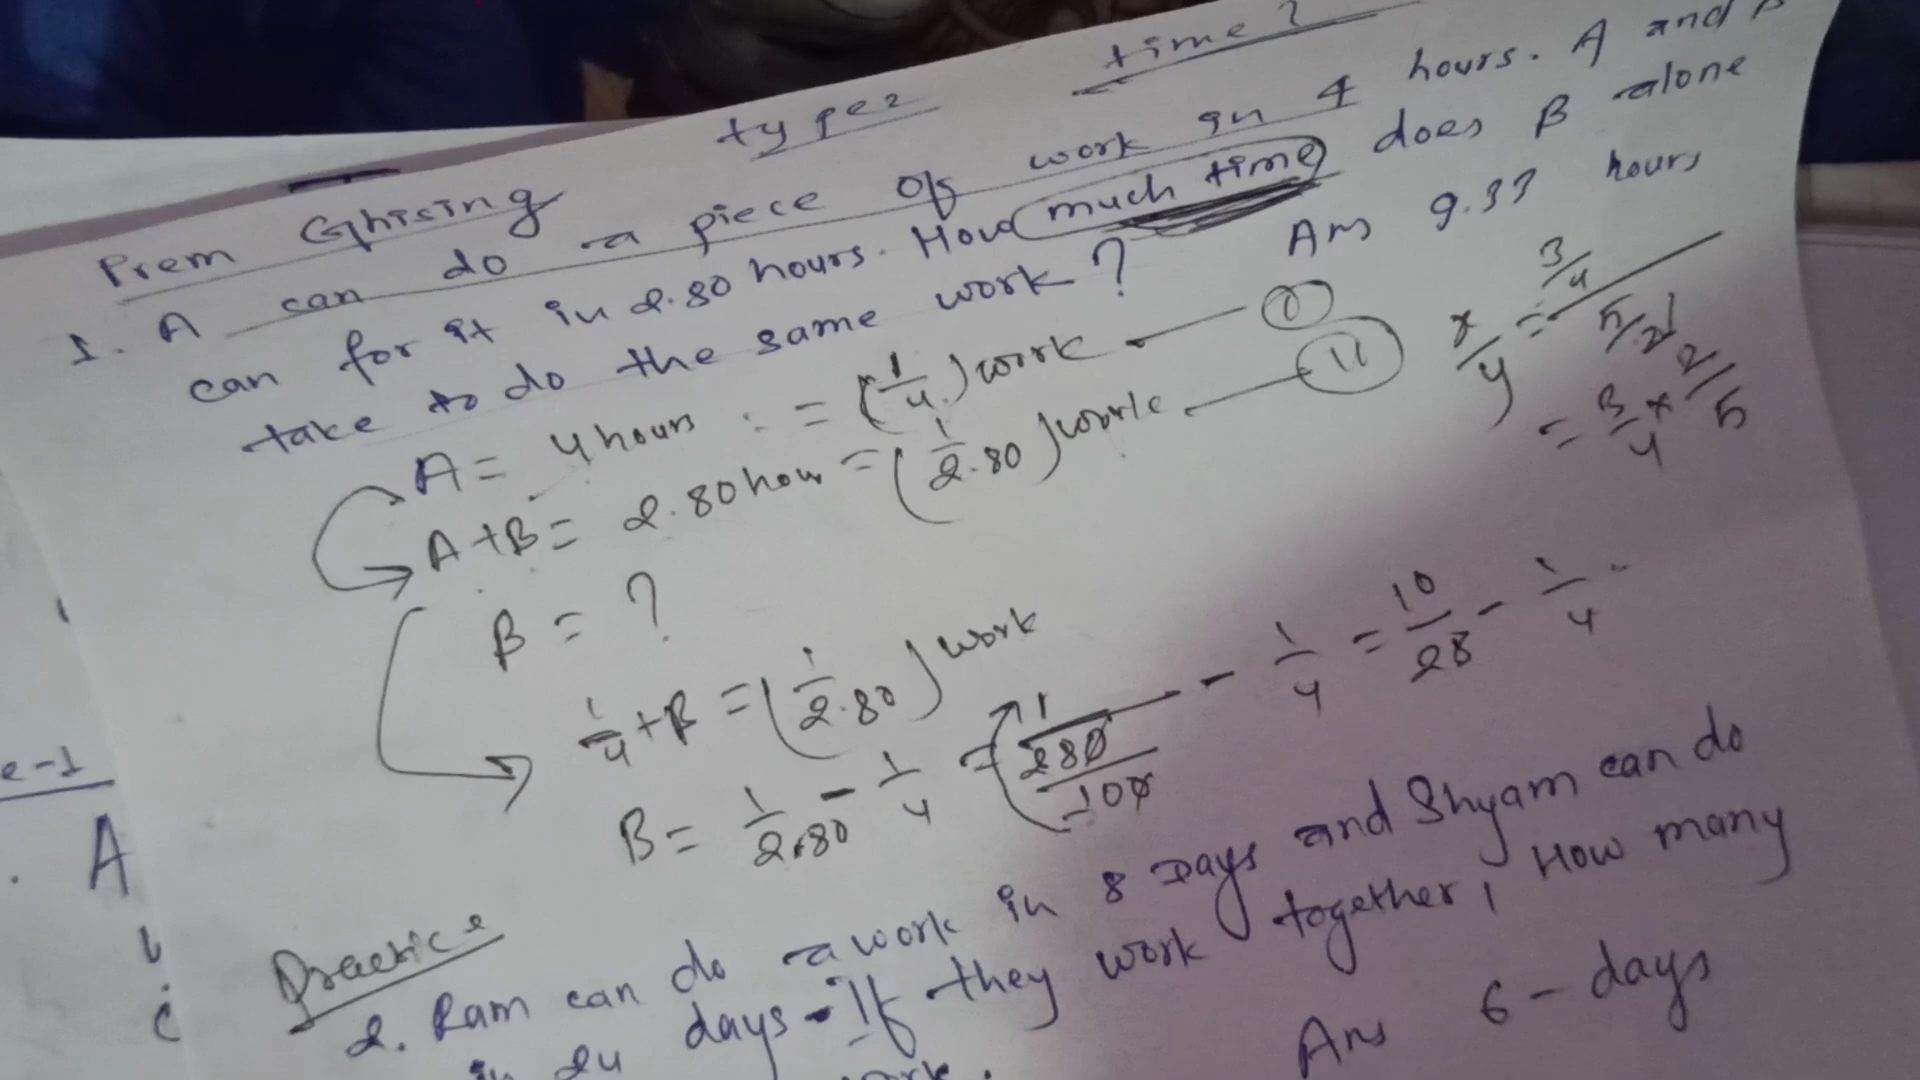 time?
type 2
Prem Ghising
1. A can do a piece of work in 4 hours. A and B
can for it in 2.80 hours. How much time does B alone
take to do the same work? Ans 9.33 hours
A = 4 hours : = (1/4) work — (i)
A+B = 2.80 hour = (1/2.80) work — (ii)
x/y = 3/4 / 5/2
= 3/4 × 2/5
B = ?
1/4 + B = (1/2.80) work
B = 1/2.80 - 1/4 = (1 / 280/100 - 1/4 = 10/28 - 1/4
Practice
2. Ram can do a work in 8 Days and Shyam can do
in 24 days. If they work together, How many
Ans 6 - days
e-1
A